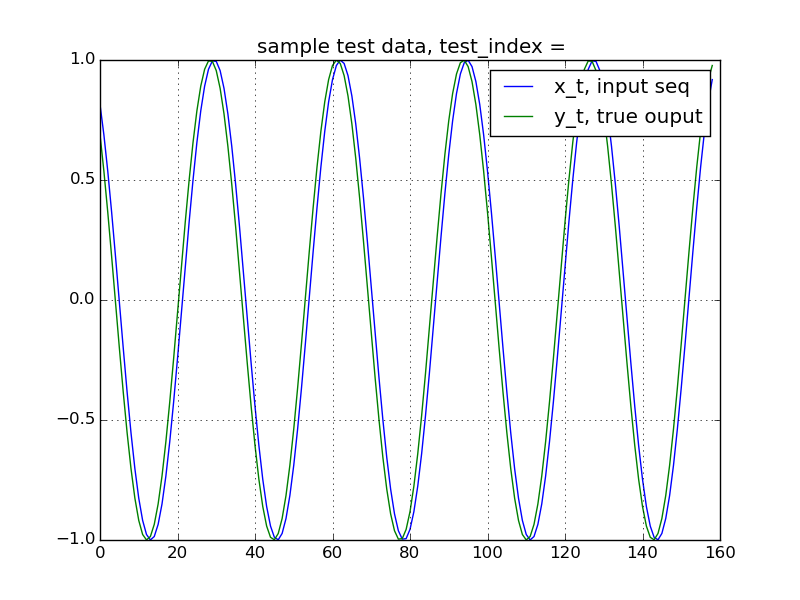 sample test data, test_index =
x_t, input seq
y_t, true ouput
1.0
0.5
0.0
−0.5
−1.0
0 20 40 60 80 100 120 140 160